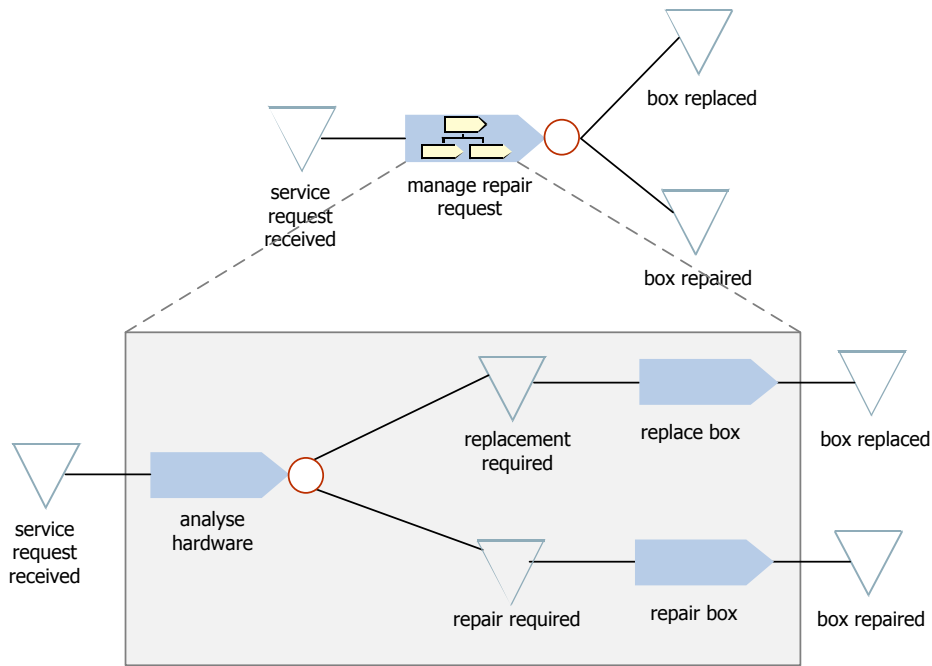 box replaced
service
request
received
manage repair
request
box repaired
replacement
required
replace box
box replaced
service
request
received
analyse
hardware
repair required
repair box
box repaired